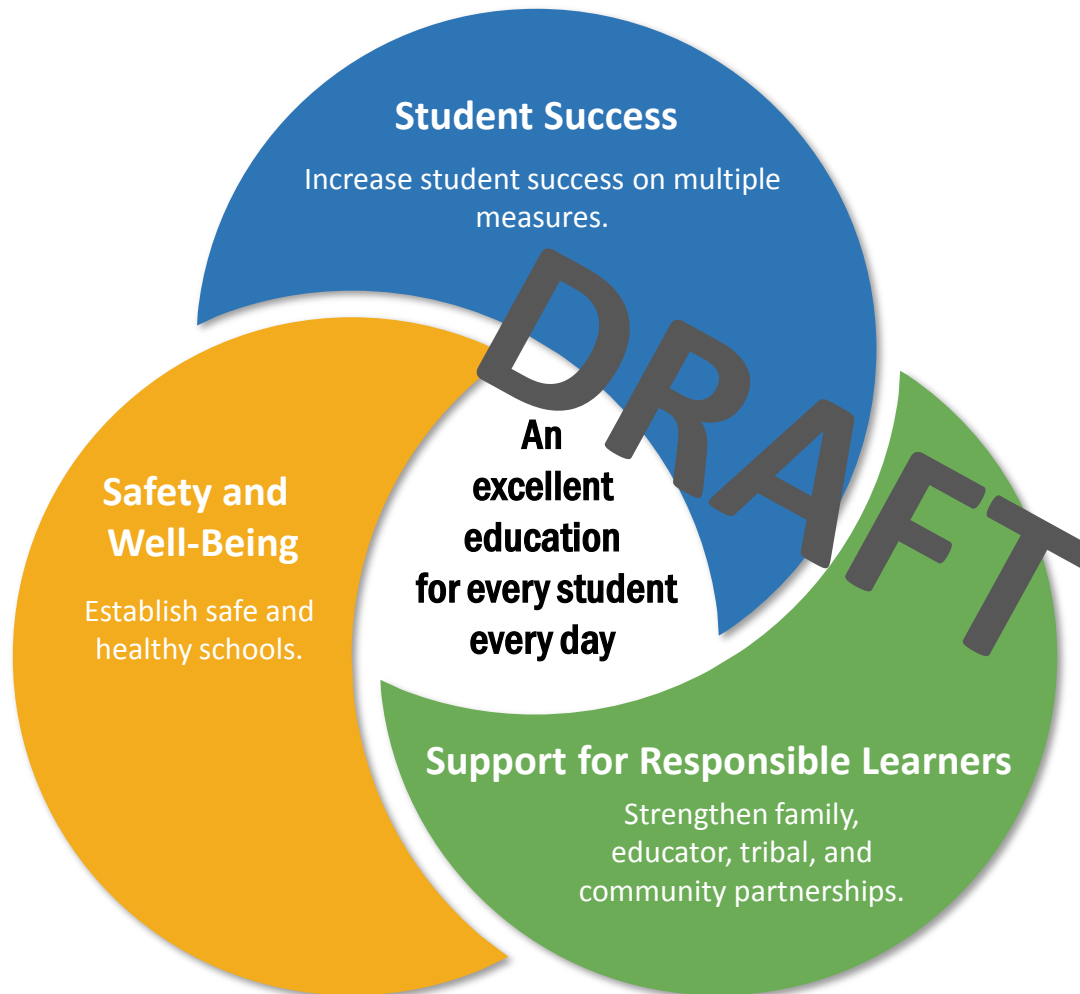 Student Success
Increase student success on multiple
measures.
DRAFT
An
excellent
education
for every student
every day
Safety and
Well-Being
Establish safe and
healthy schools.
Support for Responsible Learners
Strengthen family,
educator, tribal, and
community partnerships.